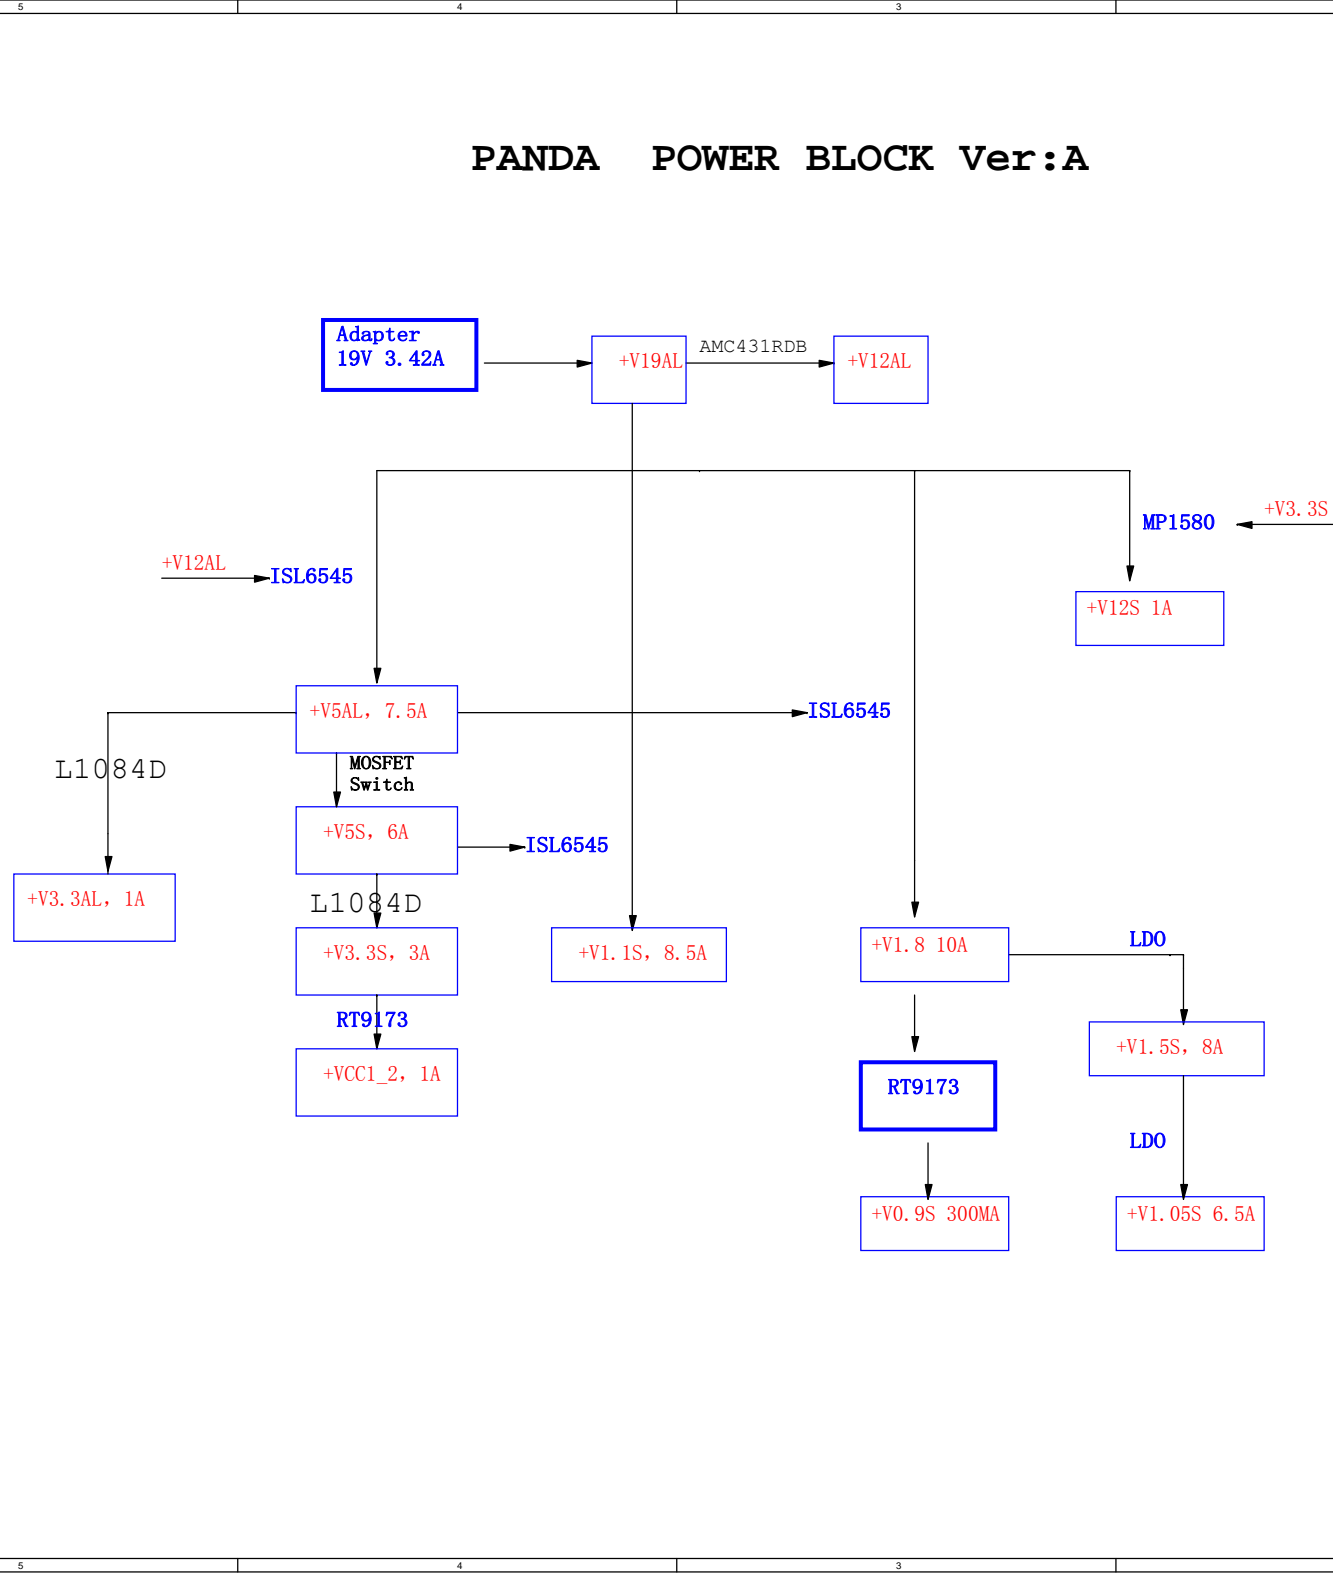 5 4 3
PANDA POWER BLOCK Ver:A
Adapter
19V 3.42A
+V19AL
AMC431RDB
+V12AL
MP1580
+V3.3S
+V12AL
ISL6545
+V12S 1A
+V5AL, 7.5A
ISL6545
L1084D
MOSFET
Switch
+V5S, 6A
ISL6545
+V3.3AL, 1A
L1084D
+V3.3S, 3A
+V1.1S, 8.5A
+V1.8 10A
LDO
RT9173
+V1.5S, 8A
+VCC1_2, 1A
RT9173
LDO
+V0.9S 300MA
+V1.05S 6.5A
5 4 3